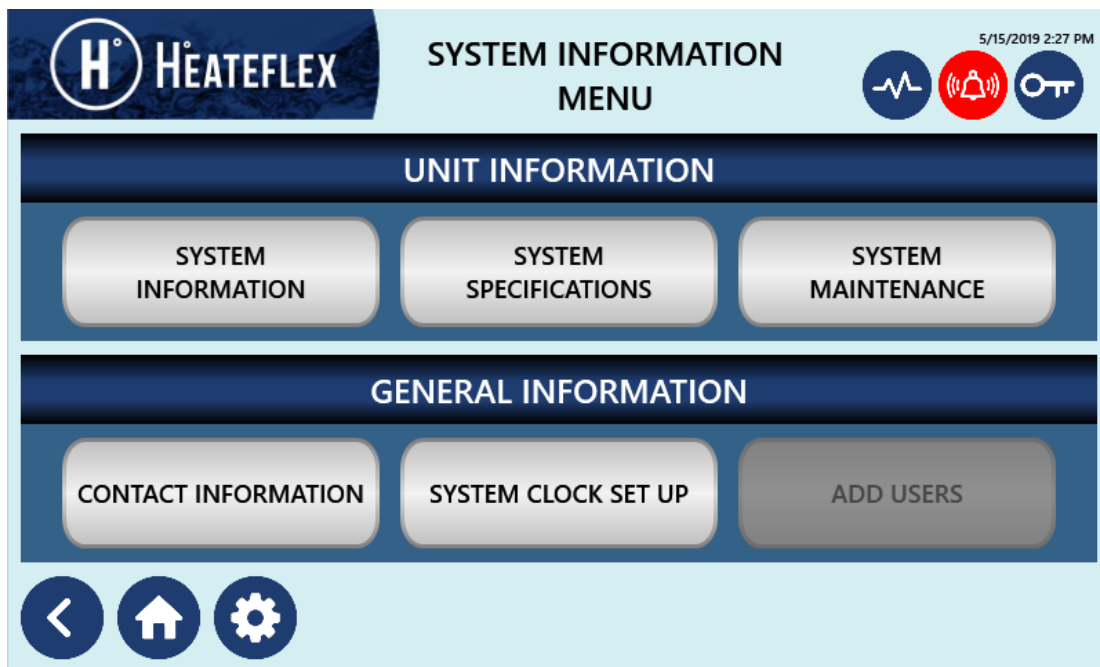 H° HEATEFLEX
SYSTEM INFORMATION
MENU
5/15/2019 2:27 PM
UNIT INFORMATION
SYSTEM
INFORMATION
SYSTEM
SPECIFICATIONS
SYSTEM
MAINTENANCE
GENERAL INFORMATION
CONTACT INFORMATION
SYSTEM CLOCK SET UP
ADD USERS